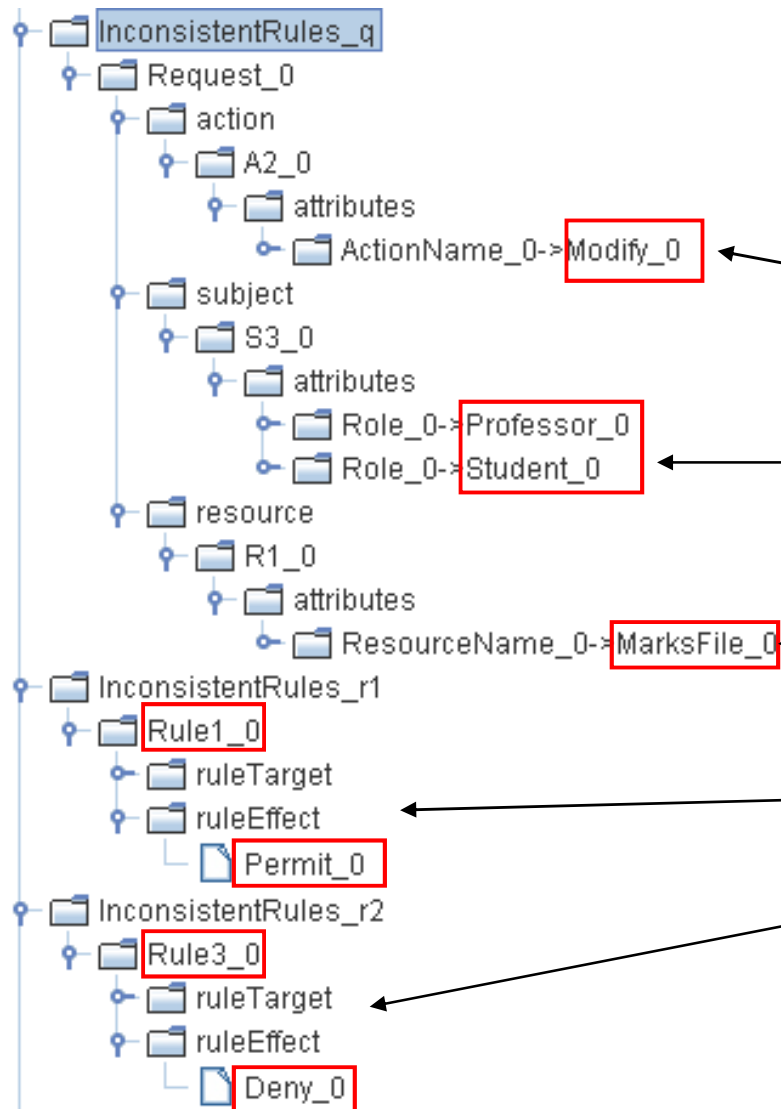 InconsistentRules_q
Request_0
action
A2_0
attributes
ActionName_0->Modify_0
subject
S3_0
attributes
Role_0->Professor_0
Role_0->Student_0
resource
R1_0
attributes
ResourceName_0->MarksFile_0
InconsistentRules_r1
Rule1_0
ruleTarget
ruleEffect
Permit_0
InconsistentRules_r2
Rule3_0
ruleTarget
ruleEffect
Deny_0